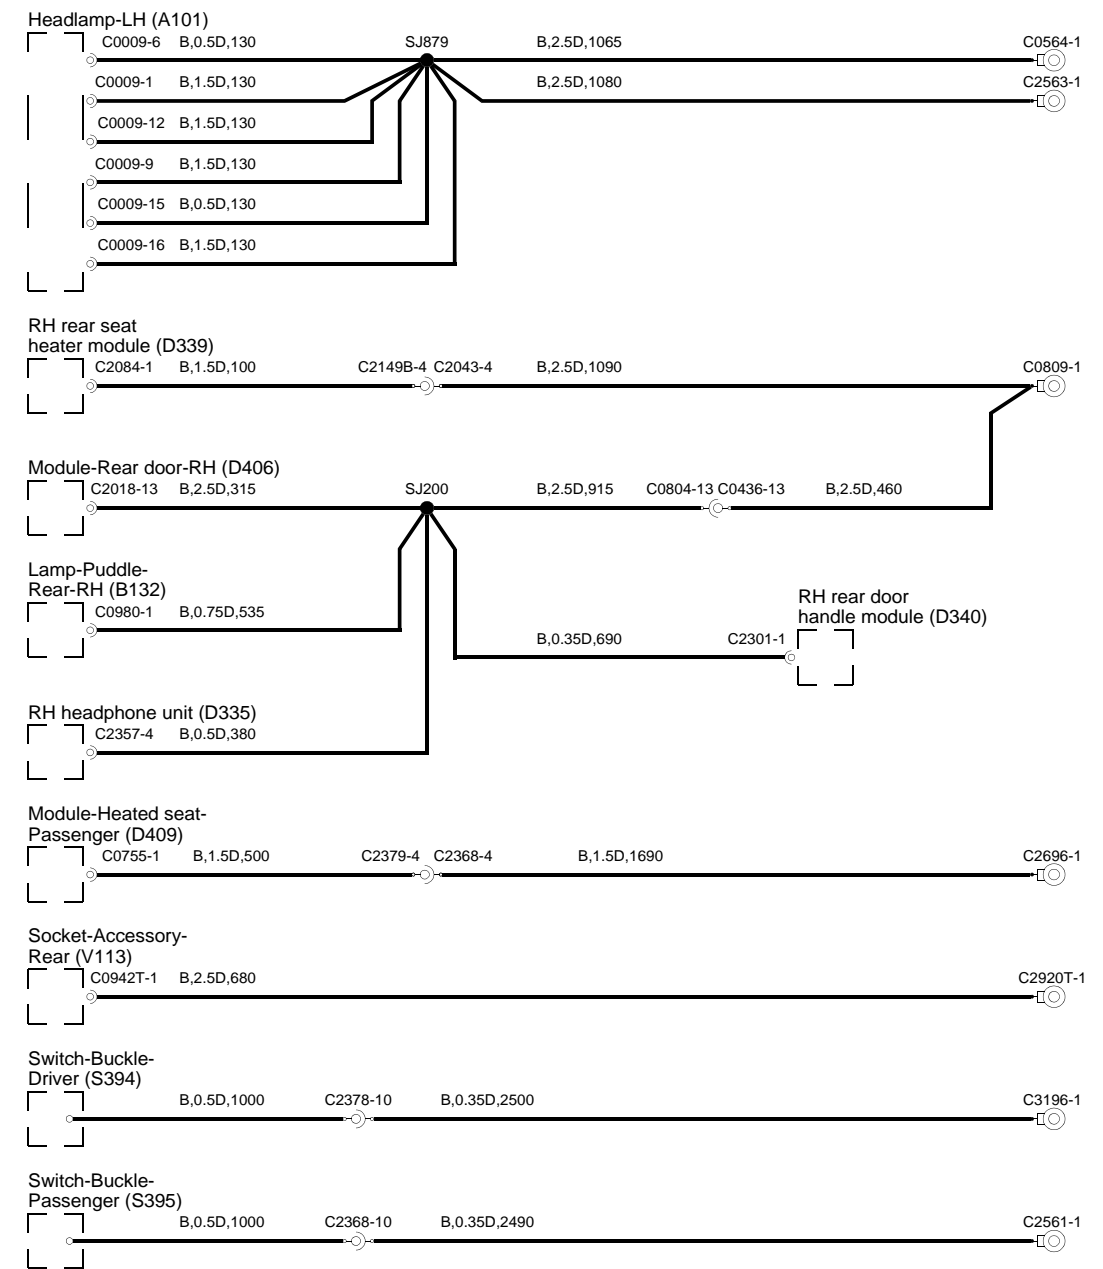 Headlamp-LH (A101)
C0009-6 B,0.5D,130 SJ879 B,2.5D,1065 C0564-1
C0009-1 B,1.5D,130 B,2.5D,1080 C2563-1
C0009-12 B,1.5D,130
C0009-9 B,1.5D,130
C0009-15 B,0.5D,130
C0009-16 B,1.5D,130
RH rear seat
heater module (D339)
C2084-1 B,1.5D,100 C2149B-4 C2043-4 B,2.5D,1090 C0809-1
Module-Rear door-RH (D406)
C2018-13 B,2.5D,315 SJ200 B,2.5D,915 C0804-13 C0436-13 B,2.5D,460
Lamp-Puddle-
Rear-RH (B132)
C0980-1 B,0.75D,535
RH rear door
handle module (D340)
B,0.35D,690 C2301-1
RH headphone unit (D335)
C2357-4 B,0.5D,380
Module-Heated seat-
Passenger (D409)
C0755-1 B,1.5D,500 C2379-4 C2368-4 B,1.5D,1690 C2696-1
Socket-Accessory-
Rear (V113)
C0942T-1 B,2.5D,680 C2920T-1
Switch-Buckle-
Driver (S394)
B,0.5D,1000 C2378-10 B,0.35D,2500 C3196-1
Switch-Buckle-
Passenger (S395)
B,0.5D,1000 C2368-10 B,0.35D,2490 C2561-1